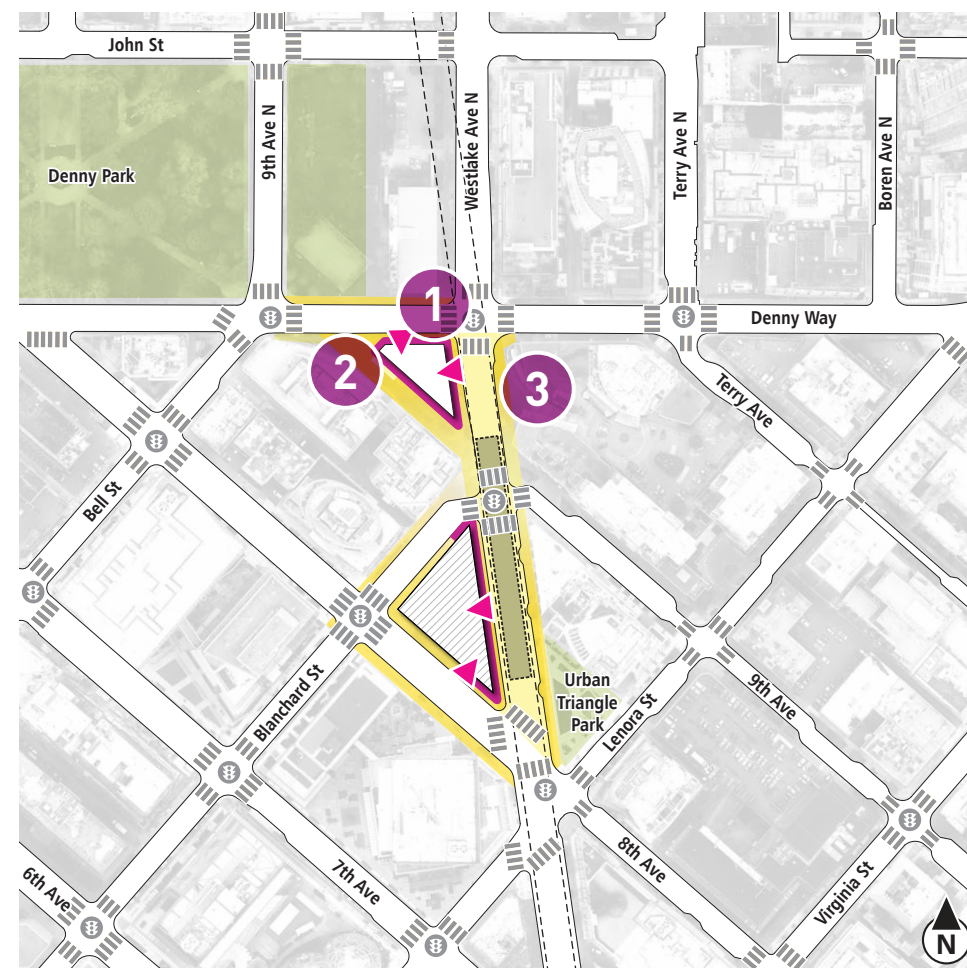 John St
9th Ave N
Westlake Ave N
Terry Ave N
Boren Ave N
Denny Park
1
Denny Way
2
3
Terry Ave
Bell St
Urban
Triangle
Park
Blanchard St
Lenora St
9th Ave
6th Ave
7th Ave
8th Ave
Virginia St
N